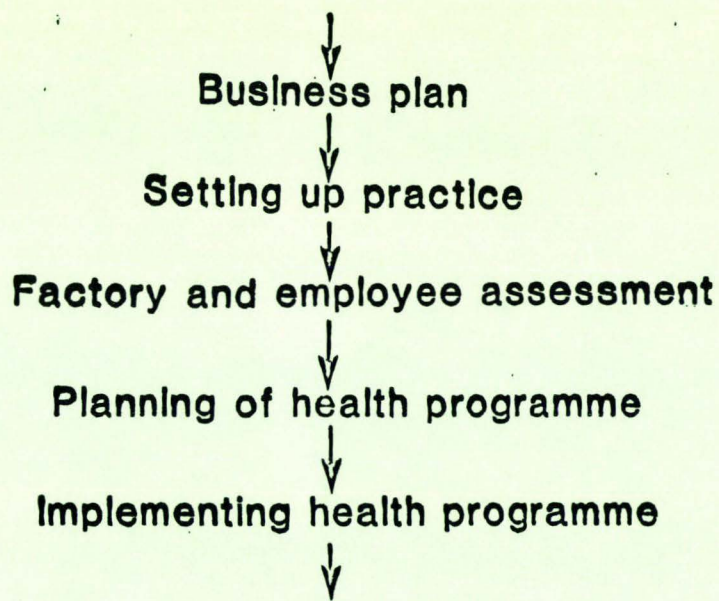 Business plan
Setting up practice
Factory and employee assessment
Planning of health programme
Implementing health programme